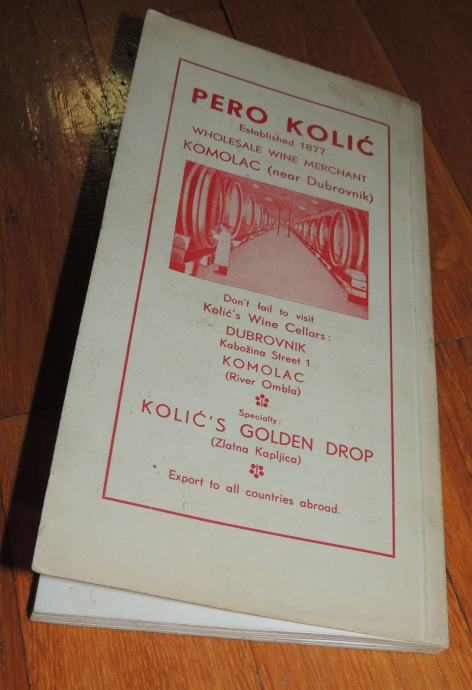 PERO KOLIĆ
Established 1877
WHOLESALE WINE MERCHANT
KOMOLAC (near Dubrovnik)
Don't fail to visit
Kolić's Wine Cellars:
DUBROVNIK
Kabožina Street 1
KOMOLAC
(River Ombla)
Specialty:
KOLIĆ'S GOLDEN DROP
(Zlatna Kapljica)
Export to all countries abroad.